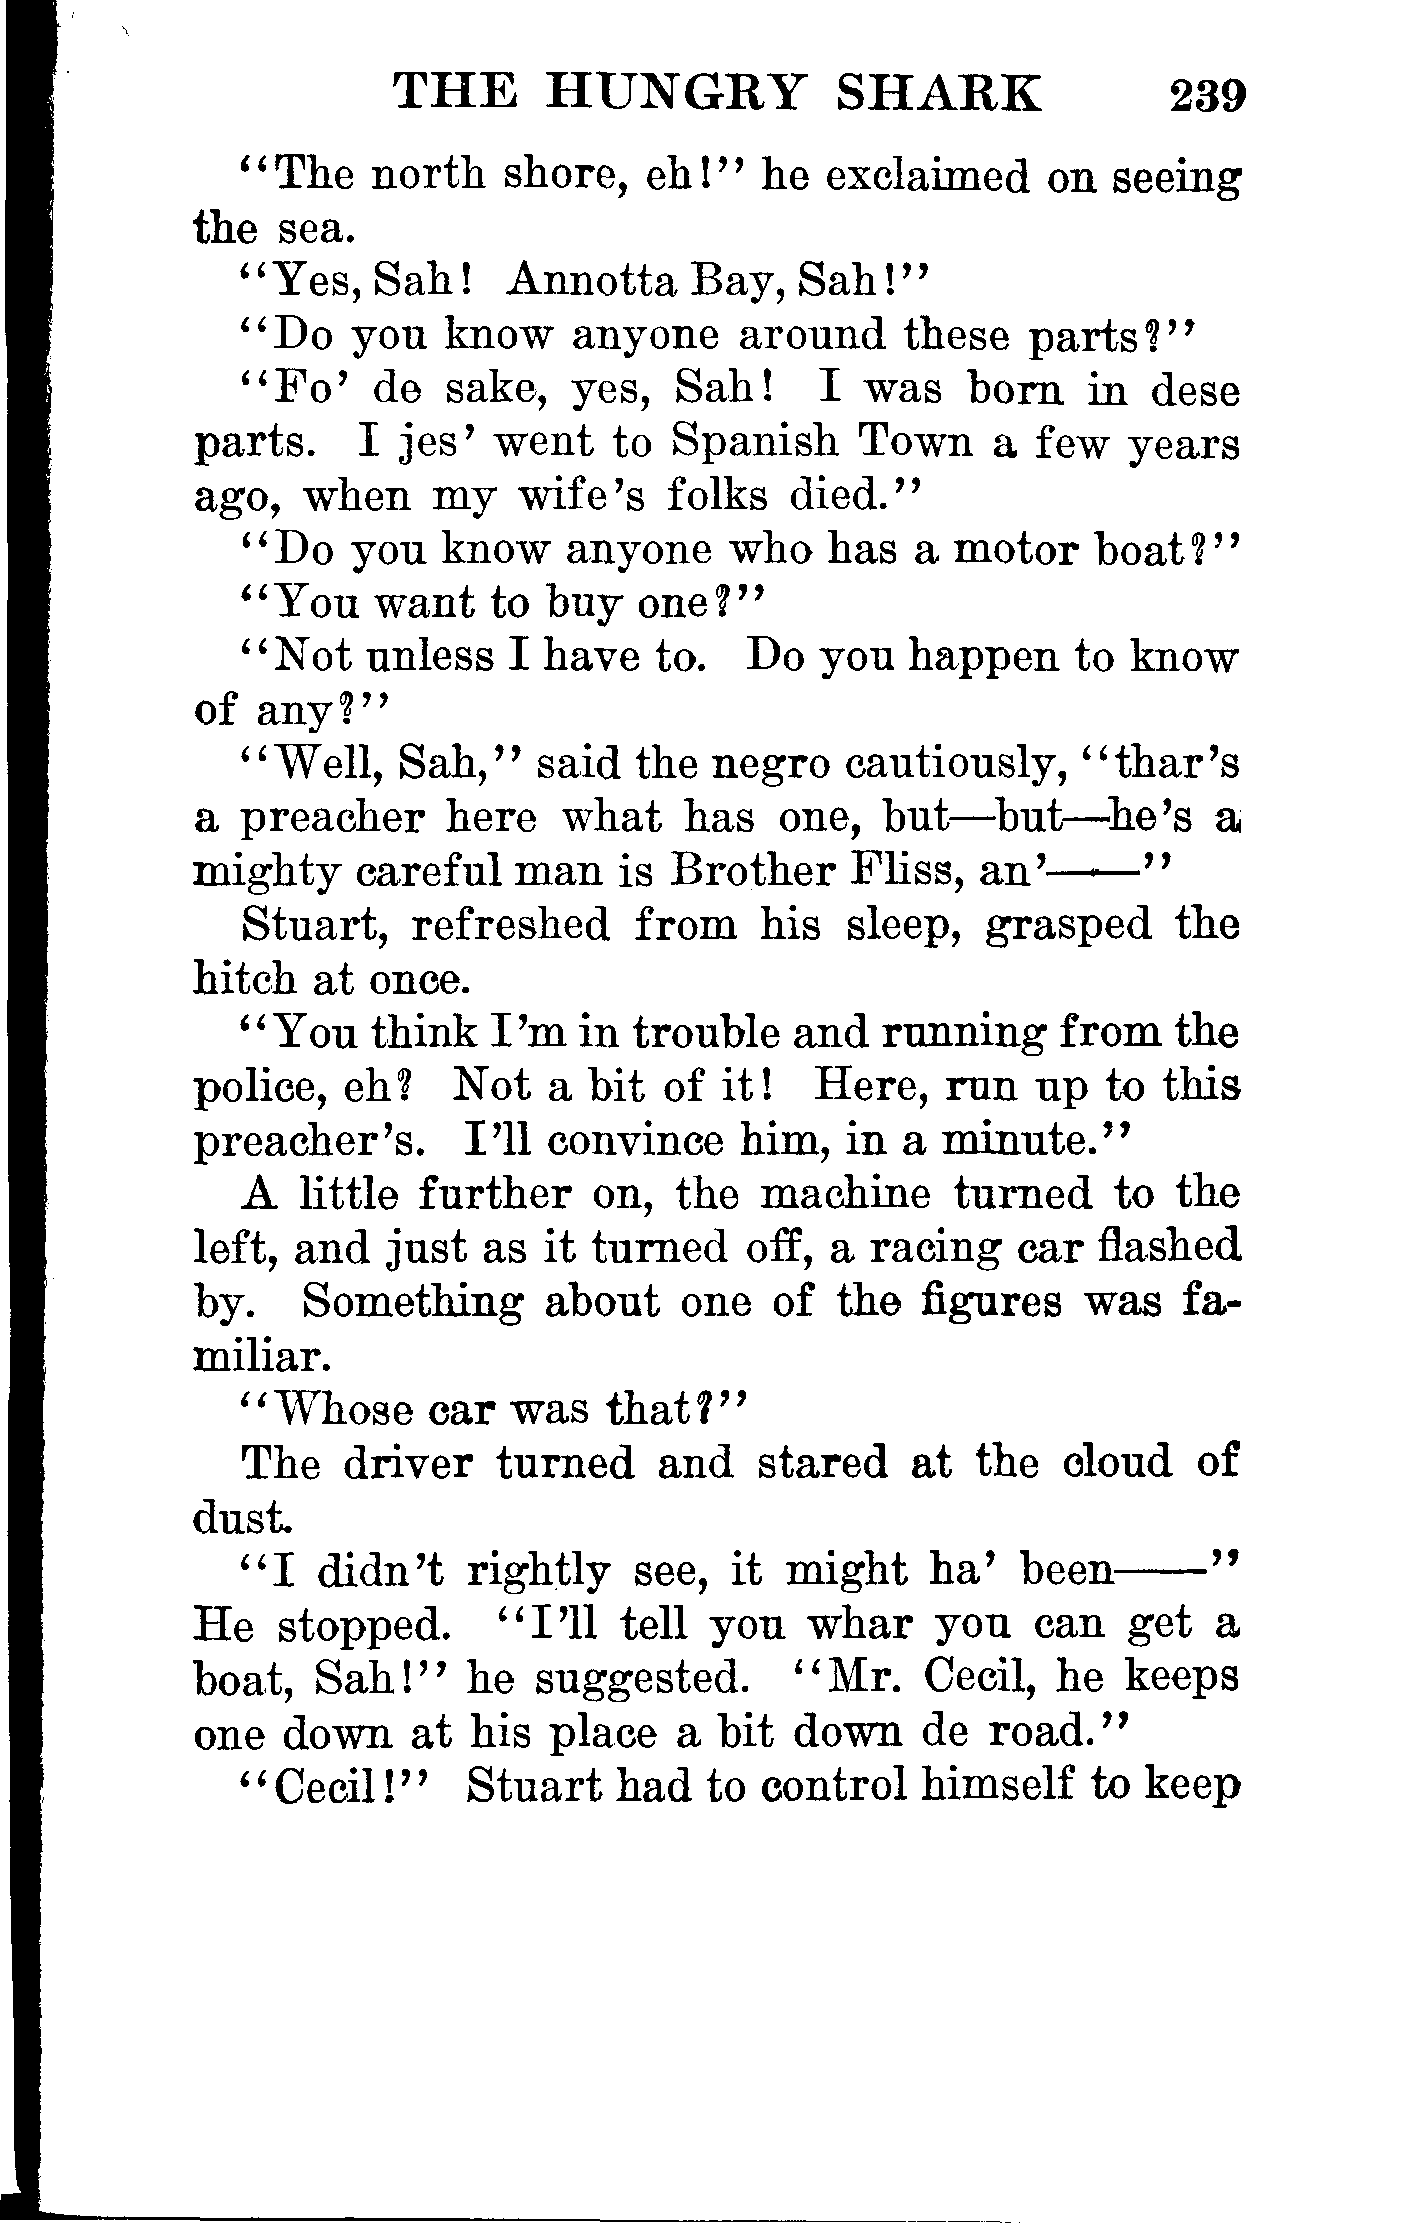 THE HUNGRY SHARK 239
"The north shore, eh!" he exclaimed on seeing
the sea.
"Yes, Sah! Annotta Bay, Sah!"
"Do you know anyone around these parts?"
"Fo' de sake, yes, Sah! I was born in dese
parts. I jes' went to Spanish Town a few years
ago, when my wife's folks died."
"Do you know anyone who has a motor boat?"
"You want to buy one?"
"Not unless I have to. Do you happen to know
of any?"
"Well, Sah," said the negro cautiously, "thar's
a preacher here what has one, but—but—he's a
mighty careful man is Brother Fliss, an'——"
Stuart, refreshed from his sleep, grasped the
hitch at once.
"You think I'm in trouble and running from the
police, eh? Not a bit of it! Here, run up to this
preacher's. I'll convince him, in a minute."
A little further on, the machine turned to the
left, and just as it turned off, a racing car flashed
by. Something about one of the figures was fa-
miliar.
"Whose car was that?"
The driver turned and stared at the cloud of
dust.
"I didn't rightly see, it might ha' been——"
He stopped. "I'll tell you whar you can get a
boat, Sah!" he suggested. "Mr. Cecil, he keeps
one down at his place a bit down de road."
"Cecil!" Stuart had to control himself to keep